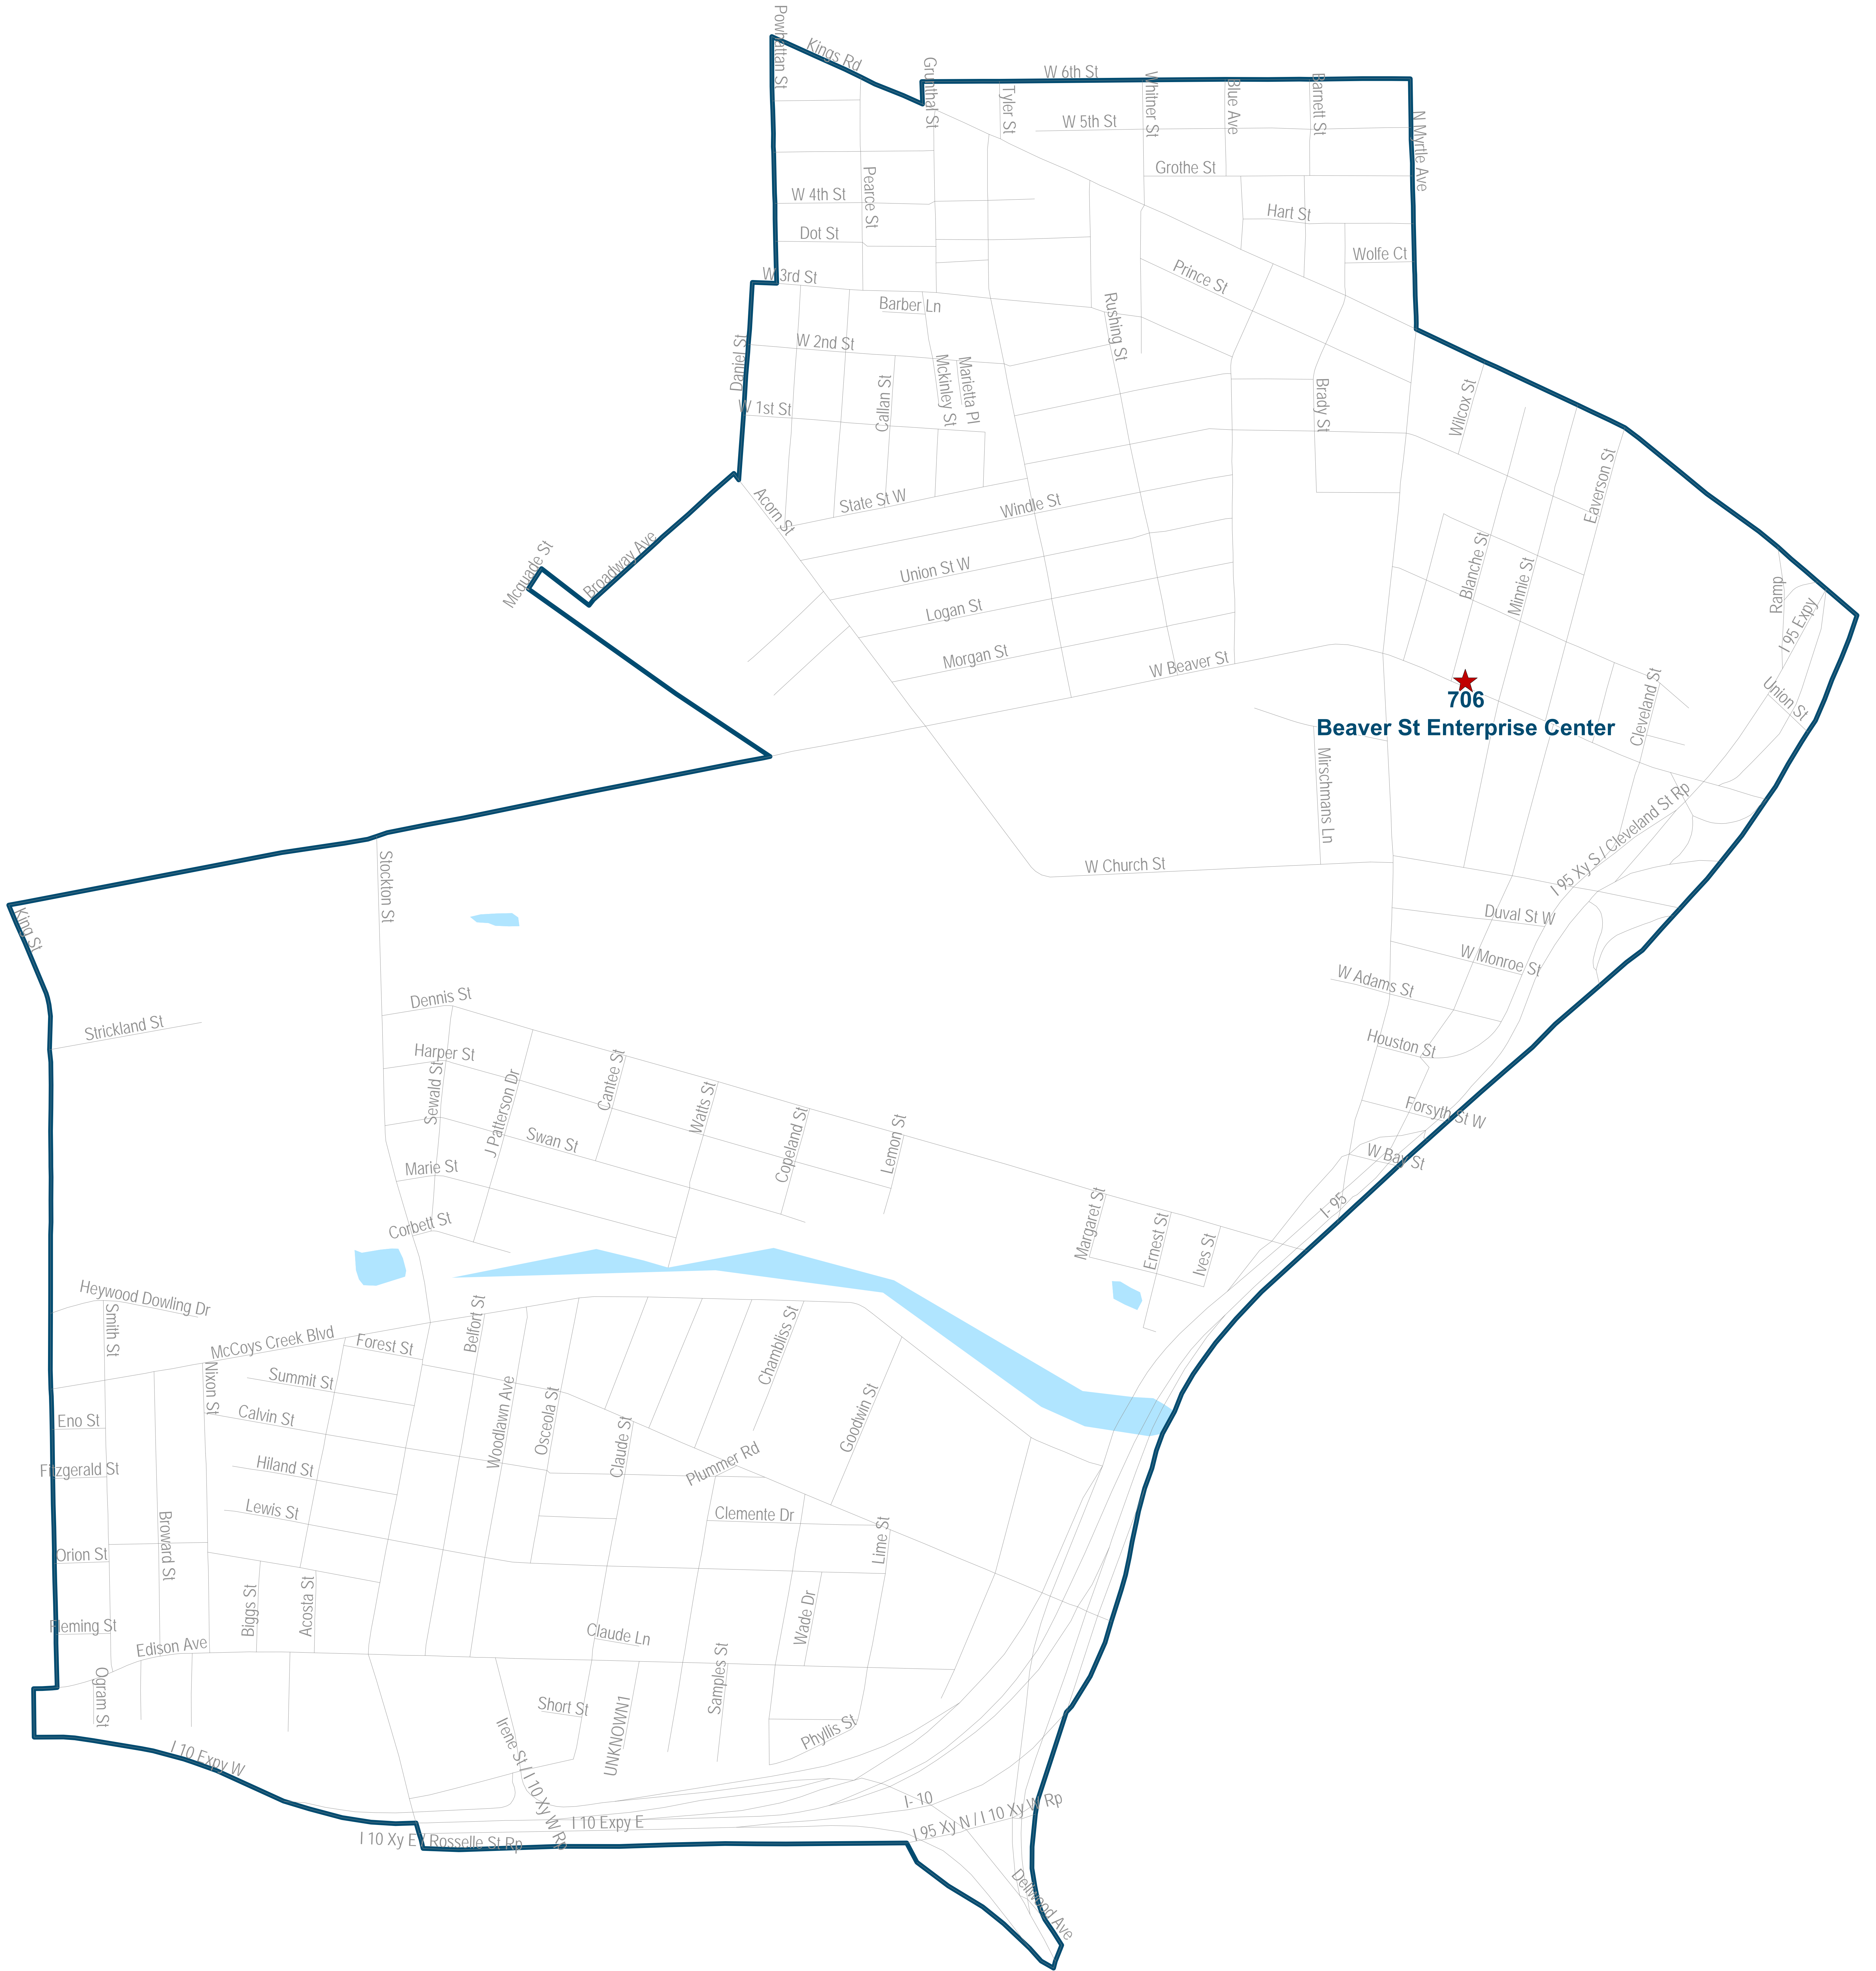 Powhattan St
Kings Rd
Grunthal St
W 6th St
Tyler St
Whitner St
Blue Ave
Barnett St
N Myrtle Ave
W 5th St
Grothe St
Pearce St
W 4th St
Hart St
Dot St
Wolfe Ct
W 3rd St
Prince St
Barber Ln
Rushing St
Daniel St
W 2nd St
Mckinley St
Marietta Pl
Callan St
W 1st St
Brady St
Wilcox St
Eaverson St
Acorn St
State St W
Windle St
Mcquade St
Broadway Ave
Union St W
Blanche St
Minnie St
Ramp
I 95 Expy
Logan St
Morgan St
W Beaver St
706
Beaver St Enterprise Center
Cleveland St
Union St
Mirschmans Ln
I 95 Xy S / Cleveland St Rp
Stockton St
W Church St
King St
Duval St W
W Monroe St
W Adams St
Dennis St
Strickland St
Houston St
Harper St
Sewald St
J Patterson Dr
Cantee St
Watts St
Copeland St
Lemon St
Forsyth St W
Swan St
W Bay St
Marie St
I- 95
Corbett St
Margaret St
Ernest St
Ives St
Heywood Dowling Dr
Smith St
McCoys Creek Blvd
Forest St
Belfort St
Chambliss St
Nixon St
Summit St
Calvin St
Woodlawn Ave
Osceola St
Claude St
Goodwin St
Eno St
Plummer Rd
Fitzgerald St
Hiland St
Lewis St
Clemente Dr
Lime St
Broward St
Orion St
Biggs St
Acosta St
Wade Dr
Fleming St
Edison Ave
Claude Ln
Samples St
Ogram St
Short St
UNKNOWN1
Phyllis St
Irene St / I 10 Xy W Rp
I 10 Expy W
I- 10
I 10 Expy E
I 95 Xy N / I 10 Xy W Rp
I 10 Xy E / Rosselle St Rp
Dellwood Ave